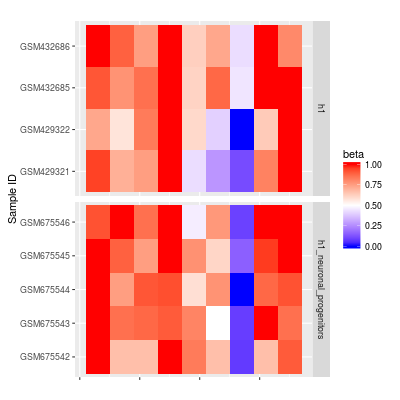 GSM432686
GSM432685
GSM429322
GSM429321
h1
GSM675546
GSM675545
GSM675544
GSM675543
GSM675542
h1_neuronal_progenitors
Sample ID
beta
1.00
0.75
0.50
0.25
0.00